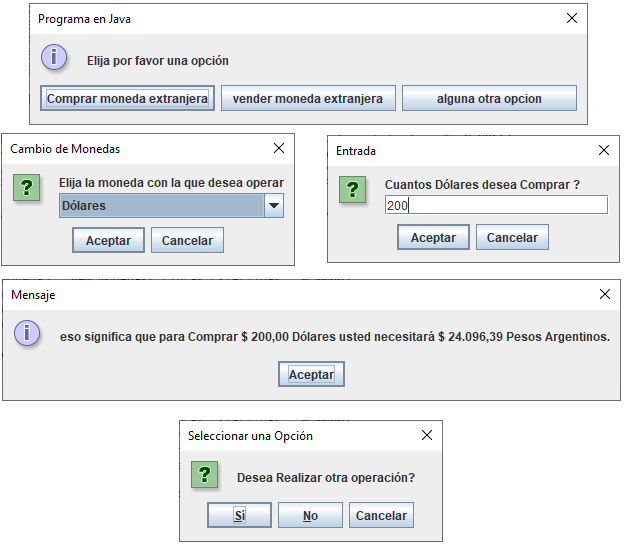 Programa en Java
Elija por favor una opción
Comprar moneda extranjera vender moneda extranjera alguna otra opcion
Cambio de Monedas
Elija la moneda con la que desea operar
Dólares
Aceptar Cancelar
Entrada
Cuantos Dólares desea Comprar ?
200
Aceptar Cancelar
Mensaje
eso significa que para Comprar $ 200,00 Dólares usted necesitará $ 24.096,39 Pesos Argentinos.
Aceptar
Seleccionar una Opción
Desea Realizar otra operación?
Sí No Cancelar